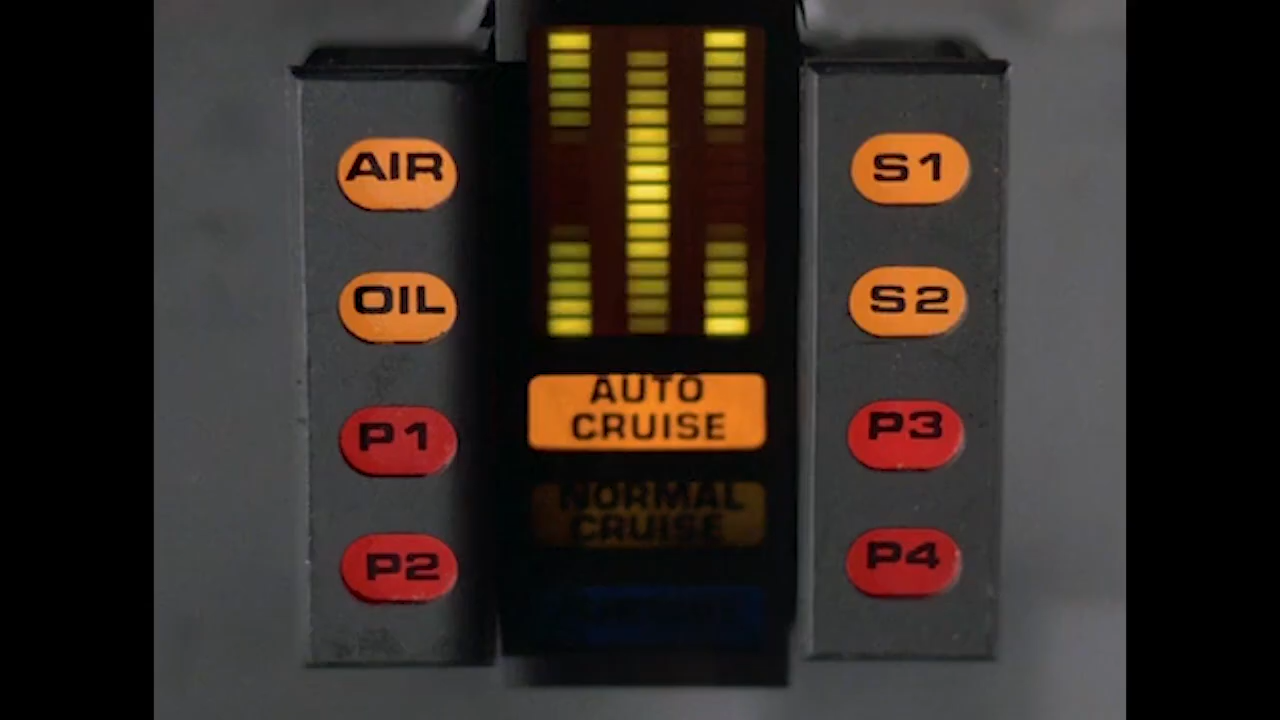 AIR
OIL
P1
P2
AUTO
CRUISE
NORMAL
CRUISE
S1
S2
P3
P4